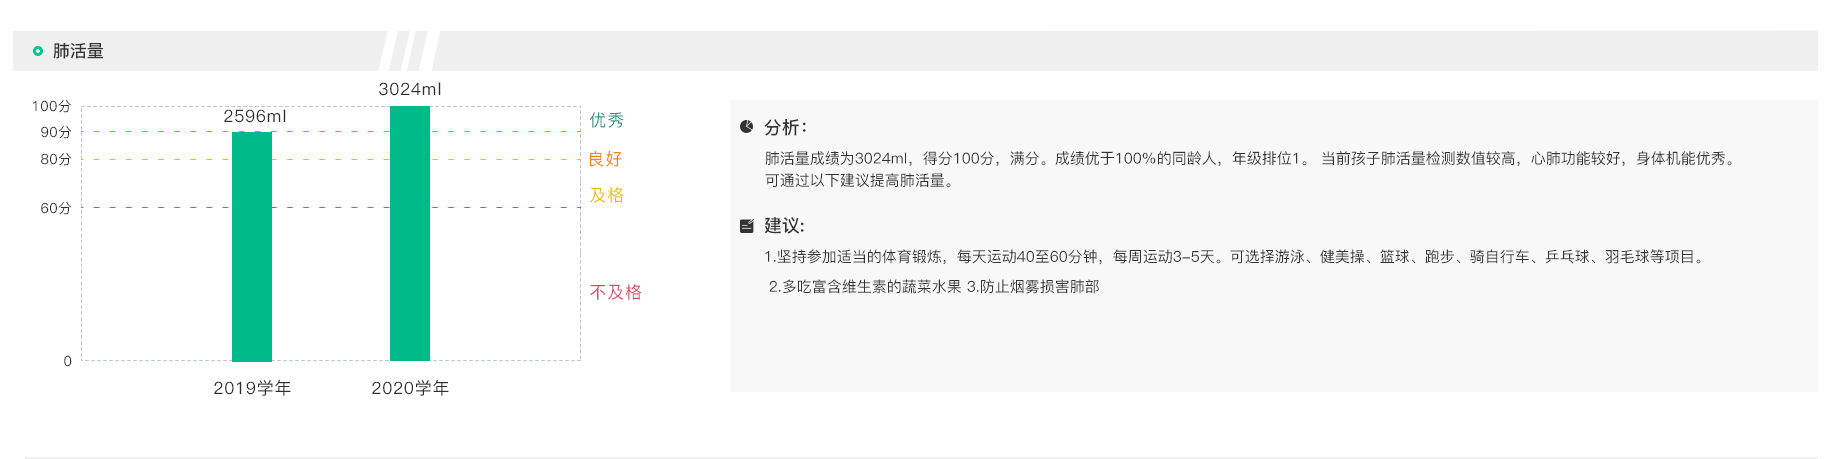 肺活量
3024ml
2596ml
100分
90分
80分
60分
0
优秀
良好
及格
不及格
2019学年
2020学年
分析：
肺活量成绩为3024ml，得分100分，满分。成绩优于100%的同龄人，年级排位1。 当前孩子肺活量检测数值较高，心肺功能较好，身体机能优秀。
可通过以下建议提高肺活量。
建议:
1.坚持参加适当的体育锻炼，每天运动40至60分钟，每周运动3-5天。可选择游泳、健美操、篮球、跑步、骑自行车、乒乓球、羽毛球等项目。
2.多吃富含维生素的蔬菜水果 3.防止烟雾损害肺部